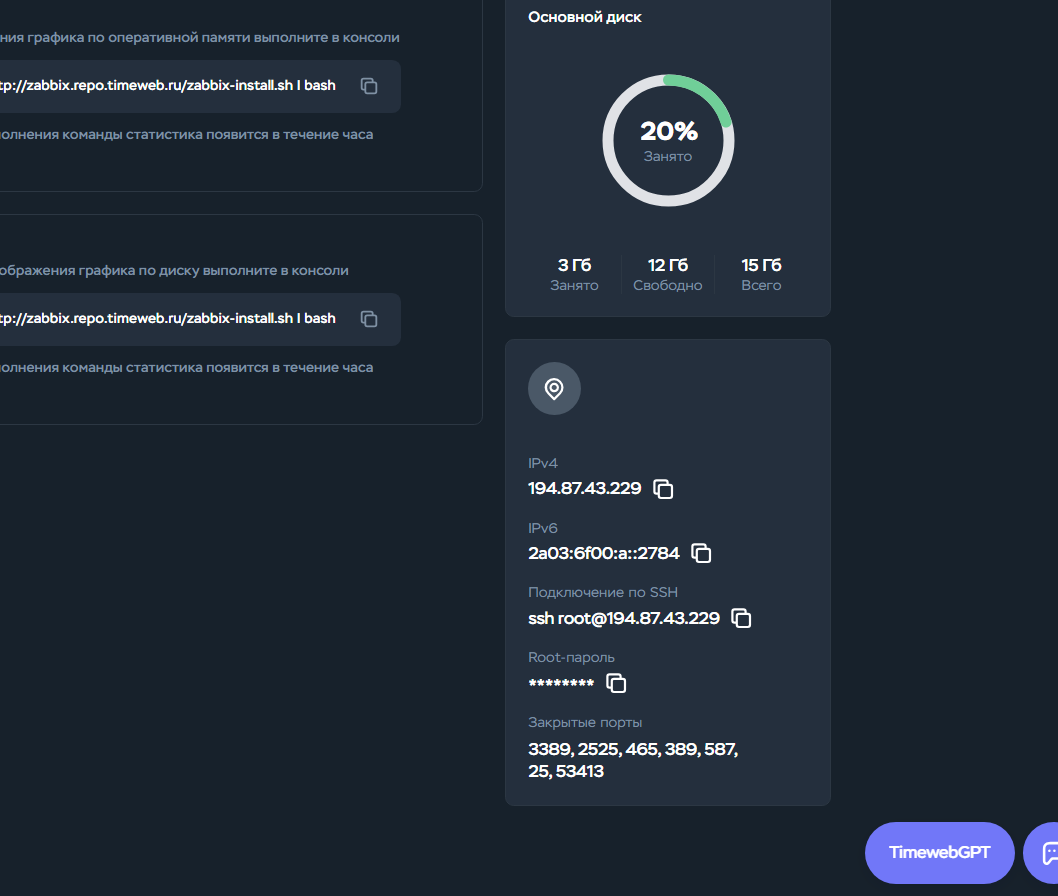 ния графика по оперативной памяти выполните в консоли
tp://zabbix.repo.timeweb.ru/zabbix-install.sh | bash
олнения команды статистика появится в течение часа
ображения графика по диску выполните в консоли
tp://zabbix.repo.timeweb.ru/zabbix-install.sh | bash
олнения команды статистика появится в течение часа
Основной диск
20%
Занято
3 Гб 12 Гб 15 Гб
Занято Свободно Всего
IPv4
194.87.43.229
IPv6
2a03:6f00:a::2784
Подключение по SSH
ssh root@194.87.43.229
Root-пароль
********
Закрытые порты
3389, 2525, 465, 389, 587,
25, 53413
TimewebGPT